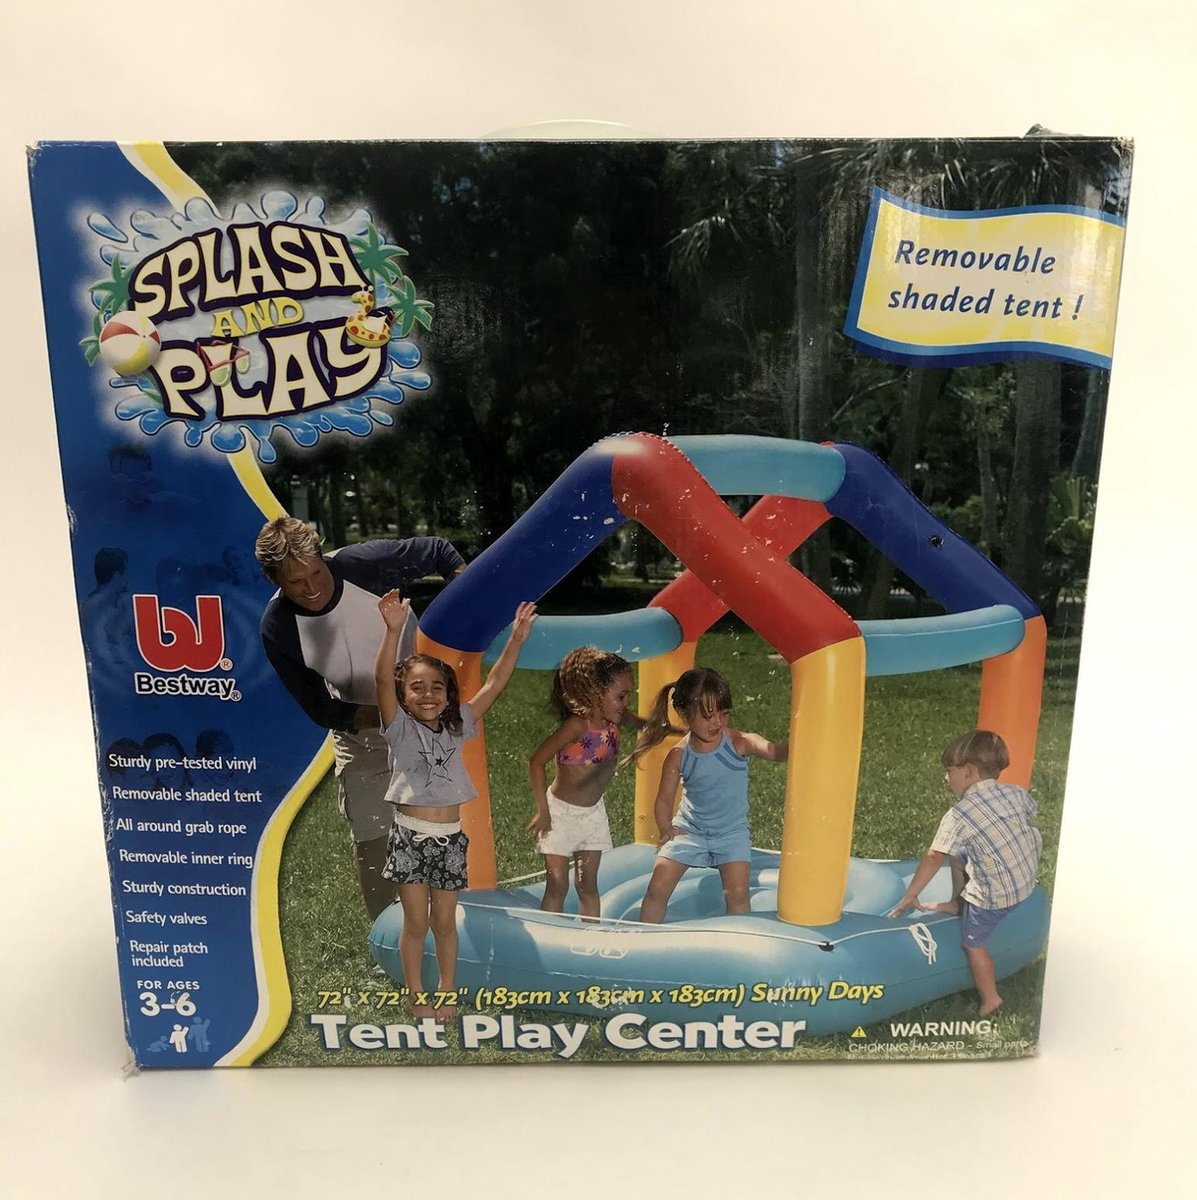 SPLASH
AND
PLAY
Removable
shaded tent !
Bestway®
Sturdy pre-tested vinyl
Removable shaded tent
All around grab rope
Removable inner ring
Sturdy construction
Safety valves
Repair patch
included
FOR AGES
3-6
72" x 72" x 72" (183cm x 183cm x 183cm) Sunny Days
Tent Play Center
WARNING:
CHOKING HAZARD - Small parts